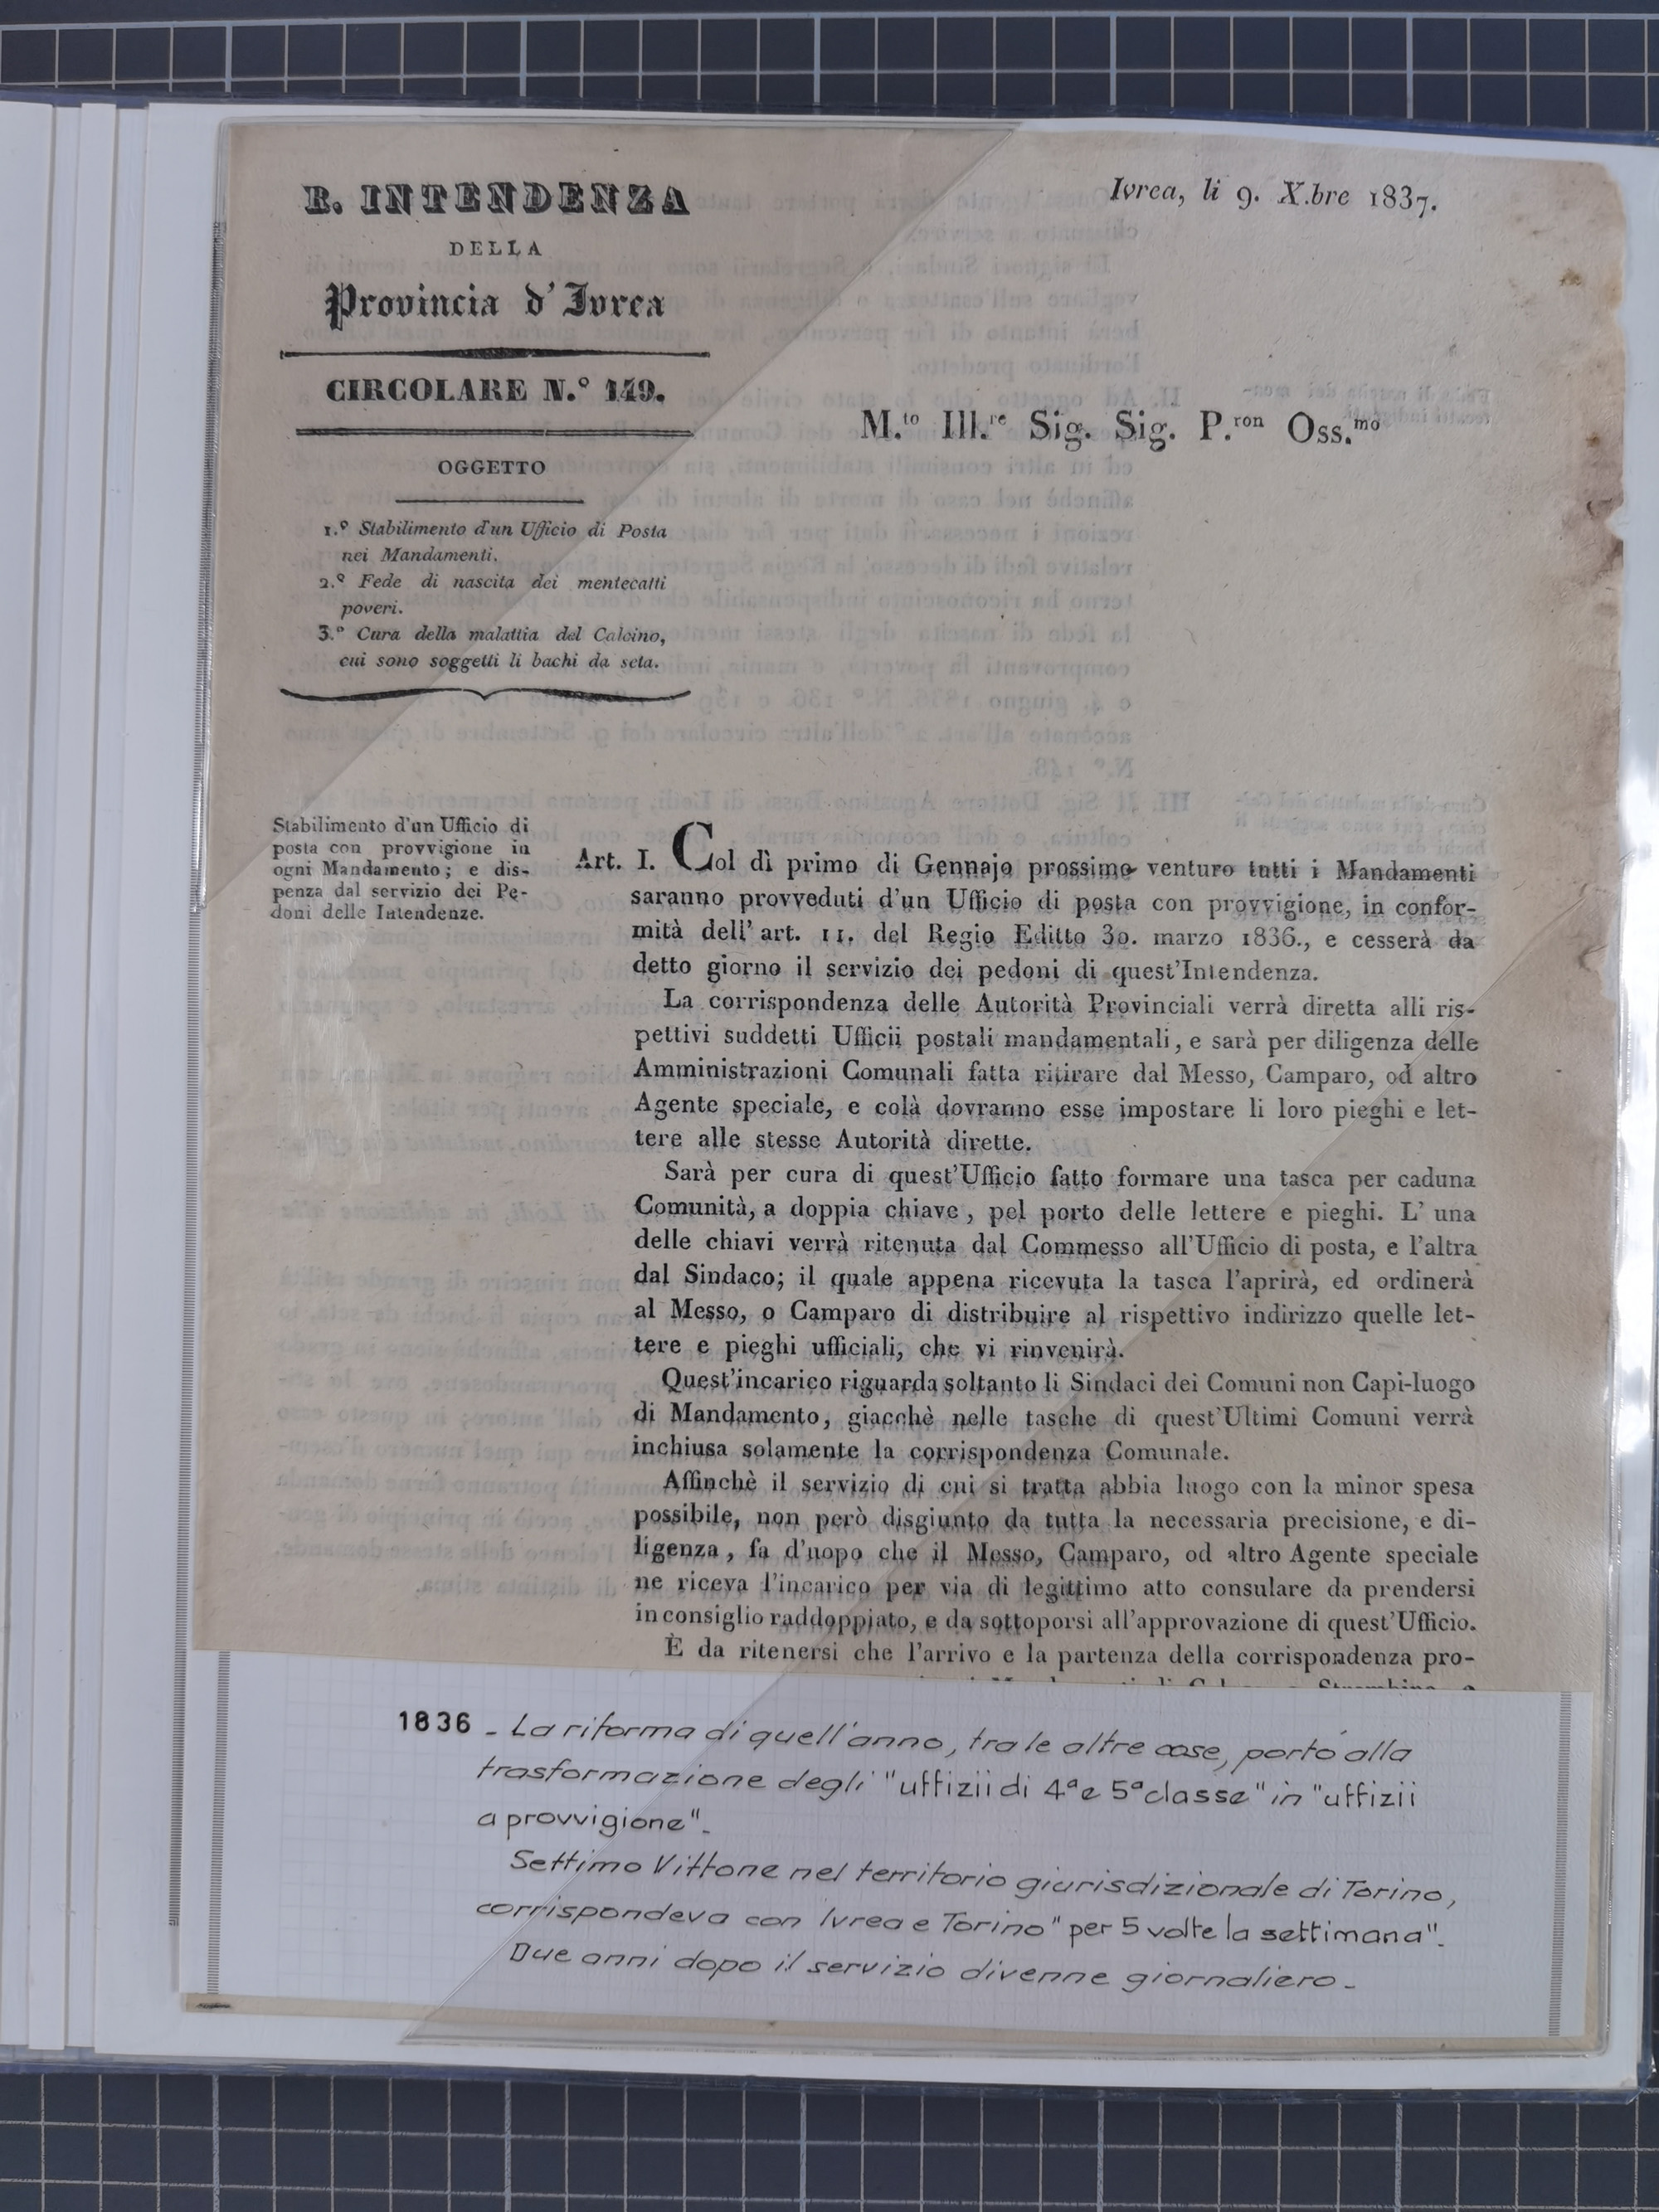 R. INTENDENZA
DELLA
Provincia d'Ivrea
CIRCOLARE N.° 149.
OGGETTO
1.° Stabilimento d'un Ufficio di Posta
nei Mandamenti.
2.° Fede di nascita dei mentecatti
poveri.
3.° Cura della malattia del Calcino,
cui sono soggetti li bachi da seta.
Ivrea, li 9. X.bre 1837.
M.to Ill.re Sig. Sig. P.ron Oss.mo
Stabilimento d'un Ufficio di
posta con provvigione in
ogni Mandamento; e dis-
penza dal servizio dei Pe-
doni delle Intendenze.
Art. I. Col dì primo di Gennajo prossimo venturo tutti i Mandamenti
saranno provveduti d'un Ufficio di posta con provvigione, in confor-
mità dell' art. 11. del Regio Editto 30. marzo 1836., e cesserà da
detto giorno il servizio dei pedoni di quest'Intendenza.
La corrispondenza delle Autorità Provinciali verrà diretta alli ris-
pettivi suddetti Ufficii postali mandamentali, e sarà per diligenza delle
Amministrazioni Comunali fatta ritirare dal Messo, Camparo, od altro
Agente speciale, e colà dovranno esse impostare li loro pieghi e let-
tere alle stesse Autorità dirette.
Sarà per cura di quest'Ufficio fatto formare una tasca per caduna
Comunità, a doppia chiave, pel porto delle lettere e pieghi. L' una
delle chiavi verrà ritenuta dal Commesso all'Ufficio di posta, e l'altra
dal Sindaco; il quale appena ricevuta la tasca l'aprirà, ed ordinerà
al Messo, o Camparo di distribuire al rispettivo indirizzo quelle let-
tere e pieghi ufficiali, che vi rinvenirà.
Quest'incarico riguarda soltanto li Sindaci dei Comuni non Capi-luogo
di Mandamento, giacchè nelle tasche di quest'Ultimi Comuni verrà
inchiusa solamente la corrispondenza Comunale.
Affinchè il servizio di cui si tratta abbia luogo con la minor spesa
possibile, non però disgiunto da tutta la necessaria precisione, e di-
ligenza, fa d'uopo che il Messo, Camparo, od altro Agente speciale
ne riceva l'incarico per via di legittimo atto consulare da prendersi
in consiglio raddoppiato, e da sottoporsi all'approvazione di quest'Ufficio.
È da ritenersi che l'arrivo e la partenza della corrispondenza pro-
1836 - La riforma di quell'anno, tra le altre cose, portò alla
trasformazione degli "uffizii di 4ª e 5ª classe" in "uffizii
a provvigione".
Settimo Vittone nel territorio giurisdizionale di Torino,
corrispondeva con Ivrea e Torino "per 5 volte la settimana".
Due anni dopo il servizio divenne giornaliero -